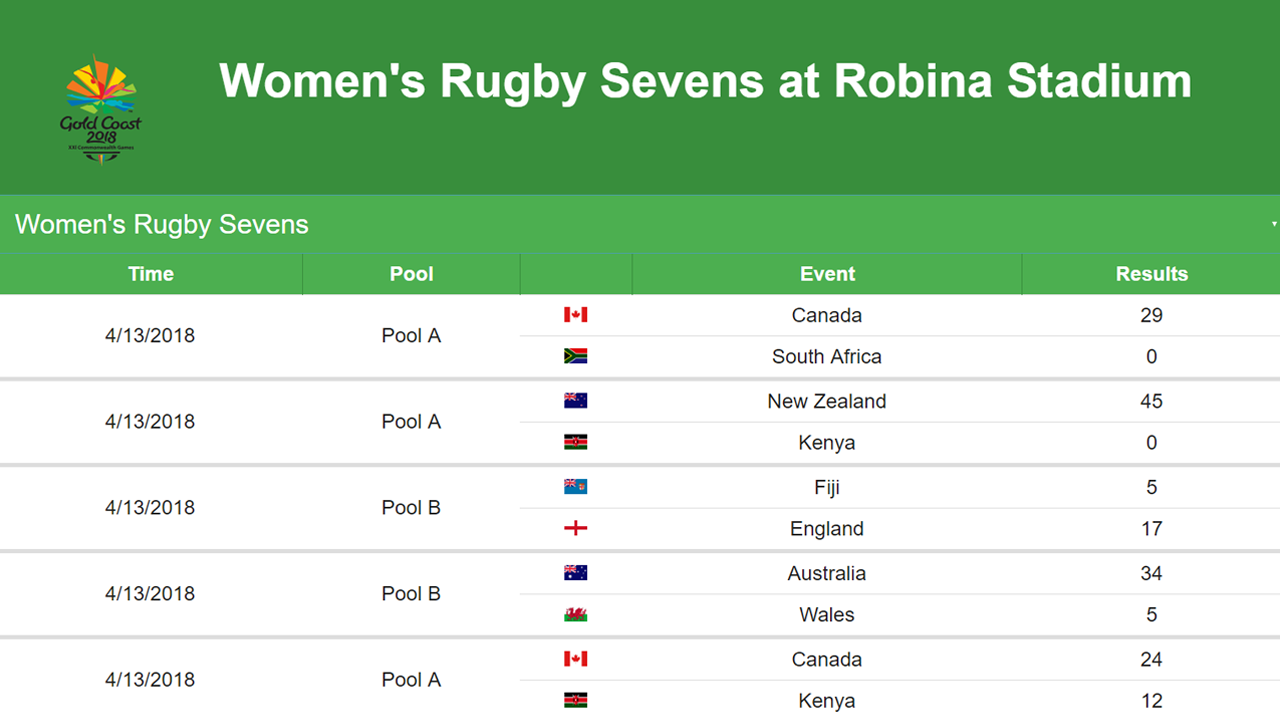 Women's Rugby Sevens at Robina Stadium
Gold Coast
2018
XXI Commonwealth Games
Women's Rugby Sevens
Time Pool Event Results
4/13/2018 Pool A
Canada 29
South Africa 0
4/13/2018 Pool A
New Zealand 45
Kenya 0
4/13/2018 Pool B
Fiji 5
England 17
4/13/2018 Pool B
Australia 34
Wales 5
4/13/2018 Pool A
Canada 24
Kenya 12